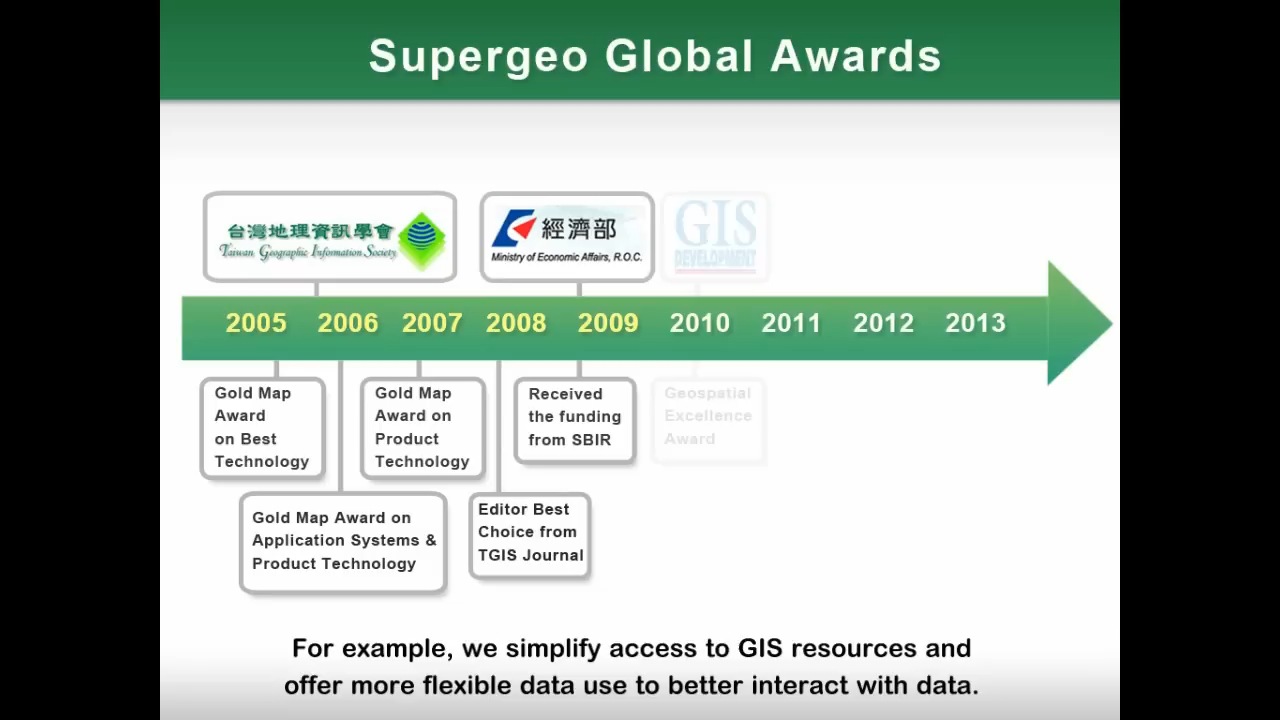 Supergeo Global Awards
台灣地理資訊學會
Taiwan Geographic Information Society
經濟部
Ministry of Economic Affairs, R.O.C.
GIS
DEVELOPMENT
2005 2006 2007 2008 2009 2010 2011 2012 2013
Gold Map
Award
on Best
Technology
Gold Map
Award on
Product
Technology
Received
the funding
from SBIR
Geospatial
Excellence
Award
Gold Map Award on
Application Systems &
Product Technology
Editor Best
Choice from
TGIS Journal
For example, we simplify access to GIS resources and
offer more flexible data use to better interact with data.